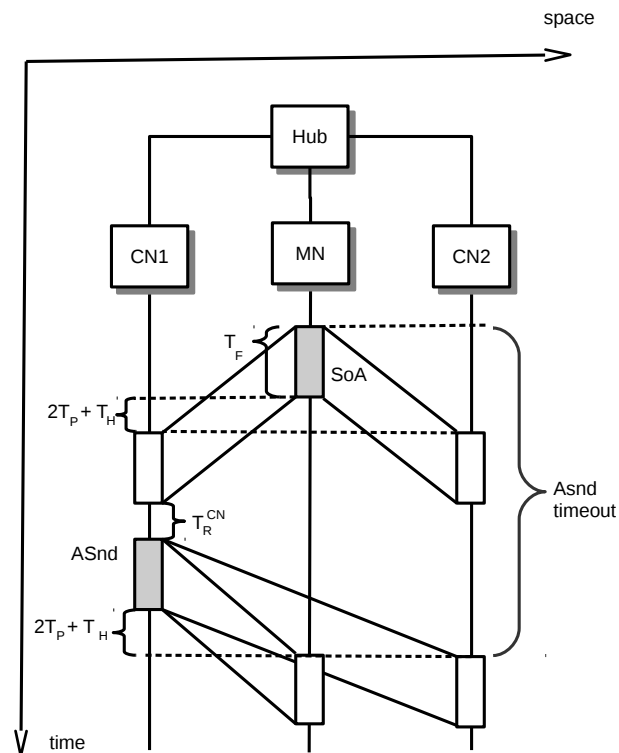 space
Hub
CN1
MN
CN2
T_F
SoA
2T_P + T_H
Asnd
timeout
T_R^CN
ASnd
2T_P + T_H
time